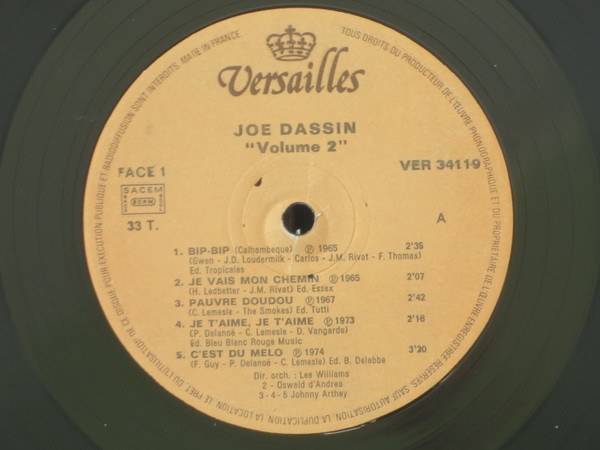 Versailles
JOE DASSIN
"Volume 2"
FACE 1
VER 34119
SACEM
33 T.
A
1. BIP-BIP (Calhambeque) Ⓟ 1965 2'35
(Gwen - J.D. Loudermilk - Carlos - J.M. Rivat - F. Thomas)
Ed. Tropicales
2. JE VAIS MON CHEMIN Ⓟ 1965 2'07
(H. Ledbetter - J.M. Rivat) Ed. Essex
3. PAUVRE DOUDOU Ⓟ 1967 2'42
(C. Lemesle - The Smokes) Ed. Tutti
4. JE T'AIME, JE T'AIME Ⓟ 1973 2'16
(P. Delanoé - C. Lemesle - D. Vangarde)
Ed. Bleu Blanc Rouge Music
5. C'EST DU MELO Ⓟ 1974 3'20
(F. Guy - P. Delanoé - C. Lemesle) Ed. B. Delabbe
Dir. orch. : Lee Williams
2 - Oswald d'Andrea
3 - 4 - 5 Johnny Arthey
TOUS DROITS DU PRODUCTEUR DE L'ŒUVRE PHONOGRAPHIQUE ET DU PROPRIETAIRE DE L'ŒUVRE ENREGISTREE RESERVES. SAUF AUTORISATION, LA DUPLICATION, LA LOCATION, LE PRET, OU L'UTILISATION DE CE DISQUE POUR EXECUTION PUBLIQUE ET RADIODIFFUSION SONT INTERDITS. MADE IN FRANCE